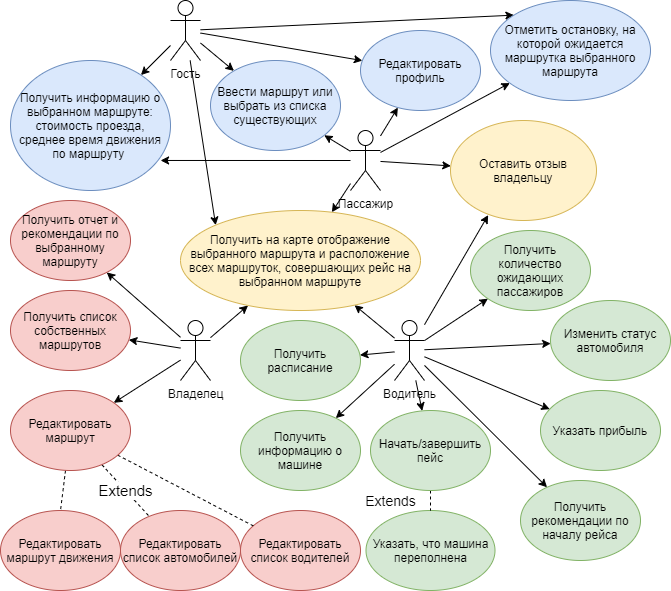 Гость
Отметить остановку, на
которой ожидается
маршрутка выбранного
маршрута
Редактировать
профиль
Ввести маршрут или
выбрать из списка
существующих
Получить информацию о
выбранном маршруте:
стоимость проезда,
среднее время движения
по маршруту
Пассажир
Оставить отзыв
владельцу
Получить отчет и
рекомендации по
выбранному
маршруту
Получить на карте отображение
выбранного маршрута и расположение
всех маршруток, совершающих рейс на
выбранном маршруте
Получить
количество
ожидающих
пассажиров
Получить список
собственных
маршрутов
Владелец
Получить
расписание
Водитель
Изменить статус
автомобиля
Редактировать
маршрут
Получить
информацию о
машине
Начать/завершить
пейс
Указать прибыль
Extends
Extends
Получить
рекомендации по
началу рейса
Редактировать
маршрут движения
Редактировать
список автомобилей
Редактировать
список водителей
Указать, что машина
переполнена